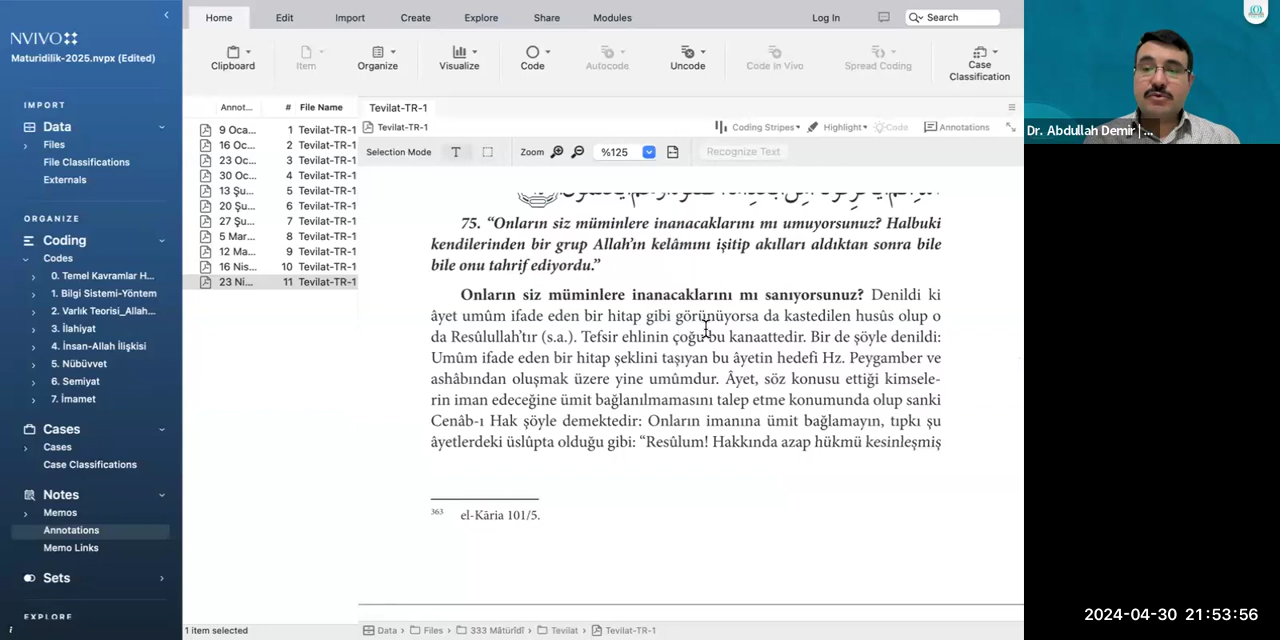 NVIVO
Maturidilik-2025.nvpx (Edited)
IMPORT
Data
Files
File Classifications
Externals
ORGANIZE
Coding
Codes
0. Temel Kavramlar H...
1. Bilgi Sistemi-Yöntem
2. Varlık Teorisi_Allah...
3. İlahiyat
4. İnsan-Allah İlişkisi
5. Nübüvvet
6. Semiyat
7. İmamet
Cases
Cases
Case Classifications
Notes
Memos
Annotations
Memo Links
Sets
EXPLORE
Home Edit Import Create Explore Share Modules Log In Search
Clipboard Item Organize Visualize Code Autocode Uncode Code In Vivo Spread Coding Case Classification
Annot... # File Name
9 Oca... 1 Tevilat-TR-1
16 Oc... 2 Tevilat-TR-1
23 Oc... 3 Tevilat-TR-1
30 Oc... 4 Tevilat-TR-1
13 Şu... 5 Tevilat-TR-1
20 Şu... 6 Tevilat-TR-1
27 Şu... 7 Tevilat-TR-1
5 Mar... 8 Tevilat-TR-1
12 Ma... 9 Tevilat-TR-1
16 Nis... 10 Tevilat-TR-1
23 Ni... 11 Tevilat-TR-1
1 item selected
Tevilat-TR-1
Tevilat-TR-1 Coding Stripes Highlight Code Annotations
Selection Mode T Zoom %125 Recognize Text
75. “Onların siz müminlere inanacaklarını mı umuyorsunuz? Halbuki
kendilerinden bir grup Allah’ın kelâmını işitip akılları aldıktan sonra bile
bile onu tahrif ediyordu.”
Onların siz müminlere inanacaklarını mı sanıyorsunuz? Denildi ki
âyet umûm ifade eden bir hitap gibi görünüyorsa da kastedilen husûs olup o
da Resûlullah’tır (s.a.). Tefsir ehlinin çoğu bu kanaattedir. Bir de şöyle denildi:
Umûm ifade eden bir hitap şeklini taşıyan bu âyetin hedefi Hz. Peygamber ve
ashâbından oluşmak üzere yine umûmdur. Âyet, söz konusu ettiği kimsele-
rin iman edeceğine ümit bağlanılmamasını talep etme konumunda olup sanki
Cenâb-ı Hak şöyle demektedir: Onların imanına ümit bağlamayın, tıpkı şu
âyetlerdeki üslûpta olduğu gibi: “Resûlum! Hakkında azap hükmü kesinleşmiş
363 el-Kāria 101/5.
Data Files 333 Mâtürîdî Tevilat Tevilat-TR-1
Dr. Abdullah Demir | ...
2024-04-30 21:53:56